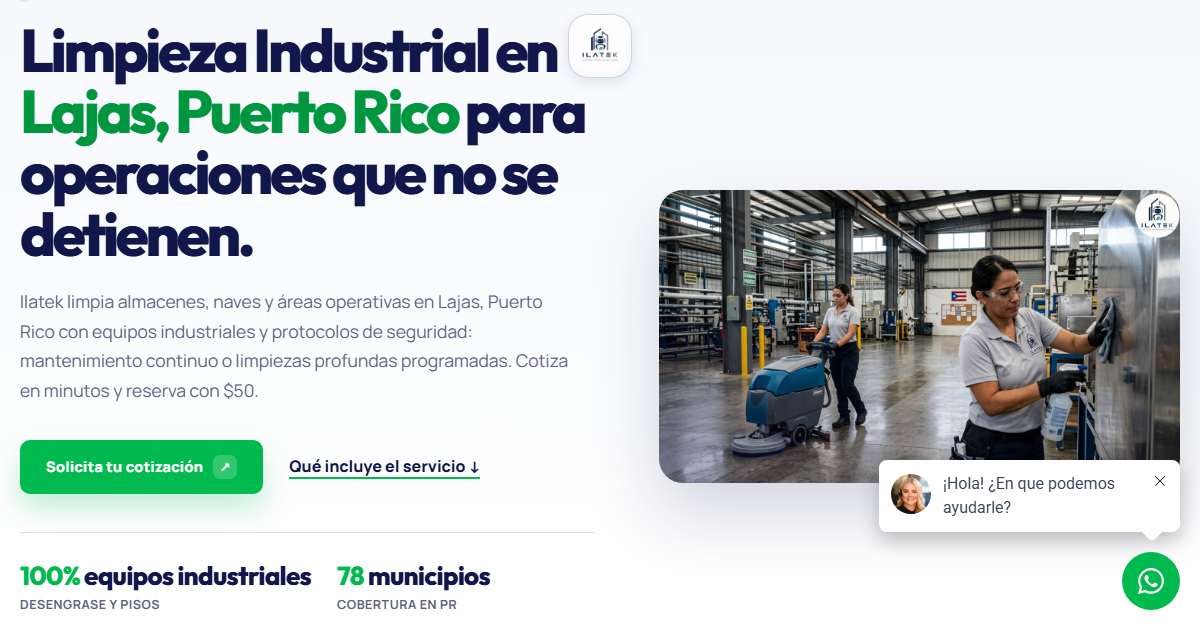 Limpieza Industrial en
ILATEK
Lajas, Puerto Rico para
operaciones que no se
detienen.
Ilatek limpia almacenes, naves y áreas operativas en Lajas, Puerto
Rico con equipos industriales y protocolos de seguridad:
mantenimiento continuo o limpiezas profundas programadas. Cotiza
en minutos y reserva con $50.
Solicita tu cotización ↗
Qué incluye el servicio ↓
100% equipos industriales
DESENGRASE Y PISOS
78 municipios
COBERTURA EN PR
ILATEK
¡Hola! ¿En que podemos
ayudarle?